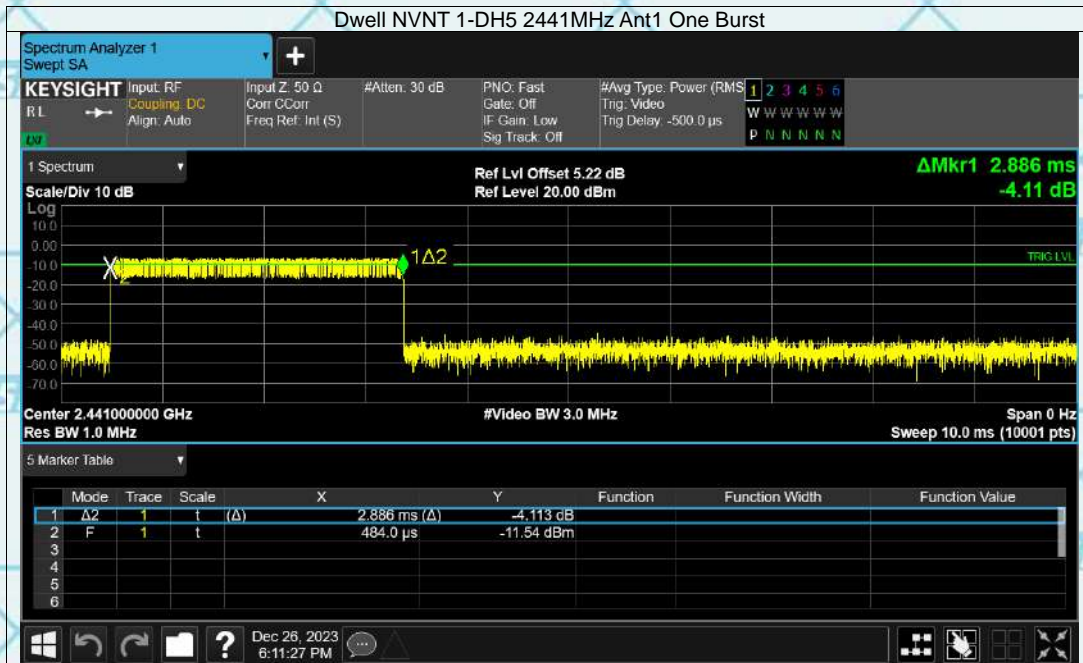 Dwell NVNT 1-DH5 2441MHz Ant1 One Burst
Spectrum Analyzer 1
Swept SA
+
KEYSIGHT Input: RF Input Z: 50 Ω #Atten: 30 dB PNO: Fast #Avg Type: Power (RMS 1 2 3 4 5 6
RL Coupling: DC Corr CCorr Gate: Off Trig: Video W W W W W W
Align: Auto Freq Ref: Int (S) IF Gain: Low Trig Delay: -500.0 µs P N N N N N
LXI Sig Track: Off
1 Spectrum Ref Lvl Offset 5.22 dB ΔMkr1 2.886 ms
Scale/Div 10 dB Ref Level 20.00 dBm -4.11 dB
Log
10.0
0.00
1Δ2
TRIG LVL
-10.0
X2
-20.0
-30.0
-40.0
-50.0
-60.0
-70.0
Center 2.441000000 GHz #Video BW 3.0 MHz Span 0 Hz
Res BW 1.0 MHz Sweep 10.0 ms (10001 pts)
5 Marker Table
Mode Trace Scale X Y Function Function Width Function Value
1 Δ2 1 t (Δ) 2.886 ms (Δ) -4.113 dB
2 F 1 t 484.0 µs -11.54 dBm
3
4
5
6
? Dec 26, 2023
6:11:27 PM